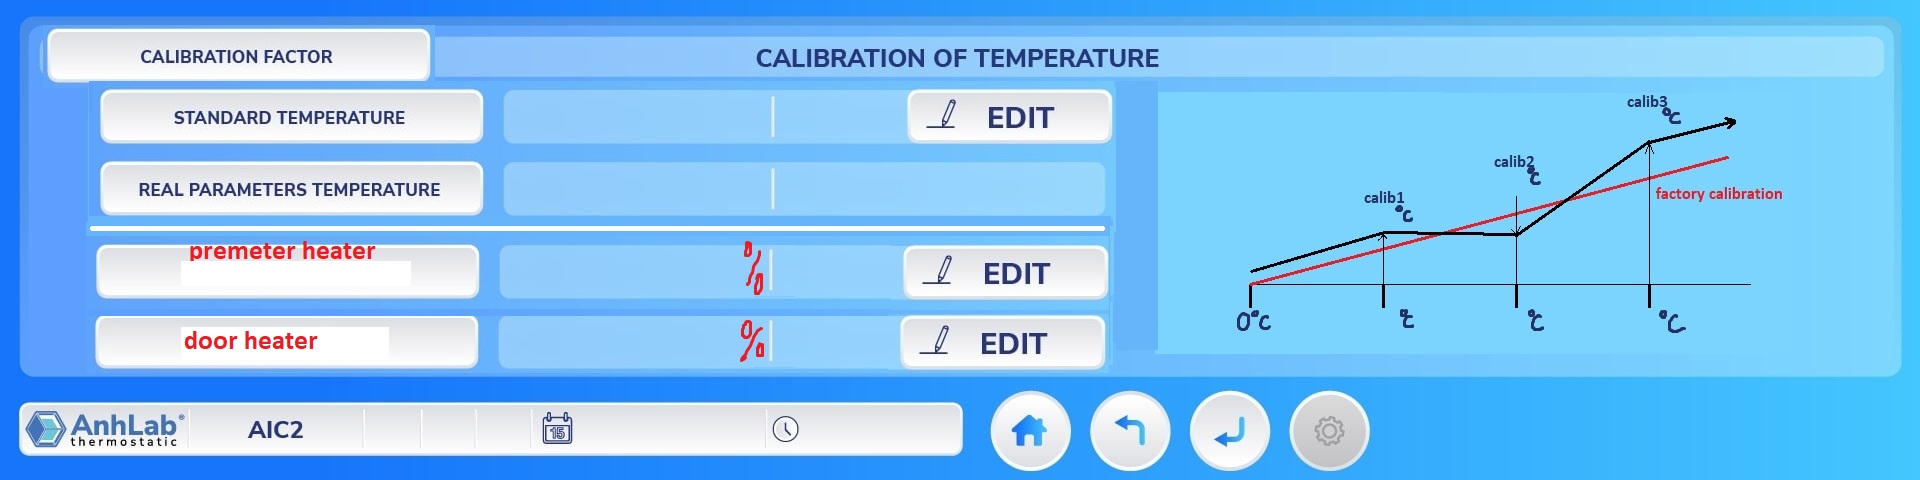 CALIBRATION FACTOR
CALIBRATION OF TEMPERATURE
STANDARD TEMPERATURE
EDIT
REAL PARAMETERS TEMPERATURE
premeter heater
%
EDIT
door heater
%
EDIT
calib1
°C
calib2
°C
calib3
°C
factory calibration
0°C
°C
°C
°C
AnhLab®
thermostatic
AIC2
15